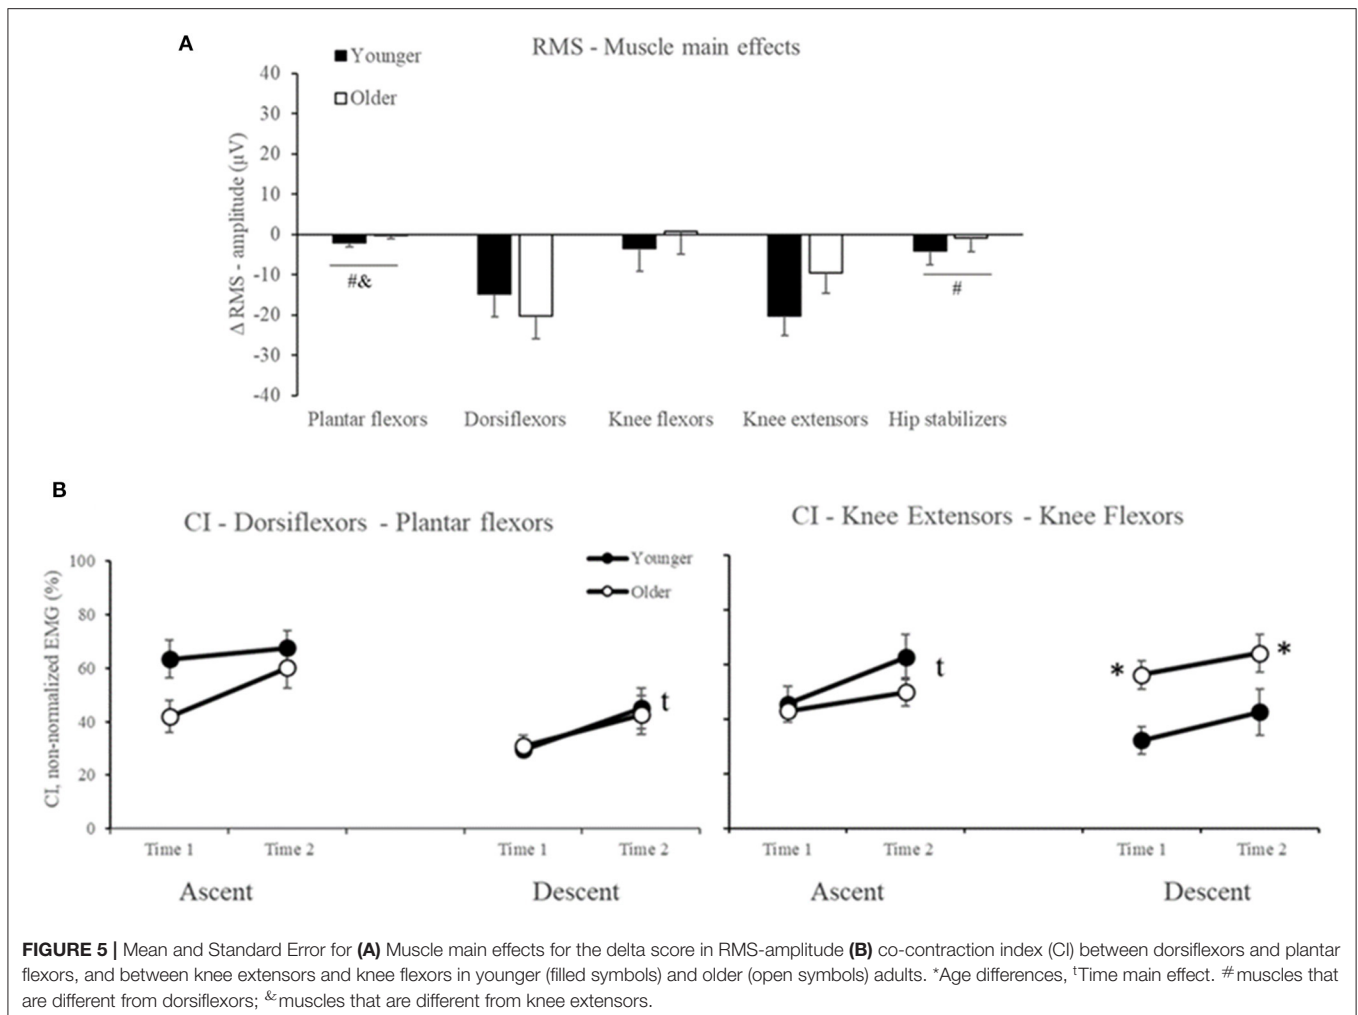 A
RMS - Muscle main effects
Younger
Older
40
30
20
10
0
-10
-20
-30
-40
Δ RMS - amplitude (µV)
#&
#
Plantar flexors
Dorsiflexors
Knee flexors
Knee extensors
Hip stabilizers
B
CI - Dorsiflexors - Plantar flexors
CI - Knee Extensors - Knee Flexors
Younger
Older
100
80
60
40
20
0
CI, non-normalized EMG (%)
t
t
*
*
Time 1
Time 2
Time 1
Time 2
Time 1
Time 2
Time 1
Time 2
Ascent
Descent
Ascent
Descent
FIGURE 5 | Mean and Standard Error for (A) Muscle main effects for the delta score in RMS-amplitude (B) co-contraction index (CI) between dorsiflexors and plantar
flexors, and between knee extensors and knee flexors in younger (filled symbols) and older (open symbols) adults. *Age differences, ᵗTime main effect. #muscles that
are different from dorsiflexors; &muscles that are different from knee extensors.